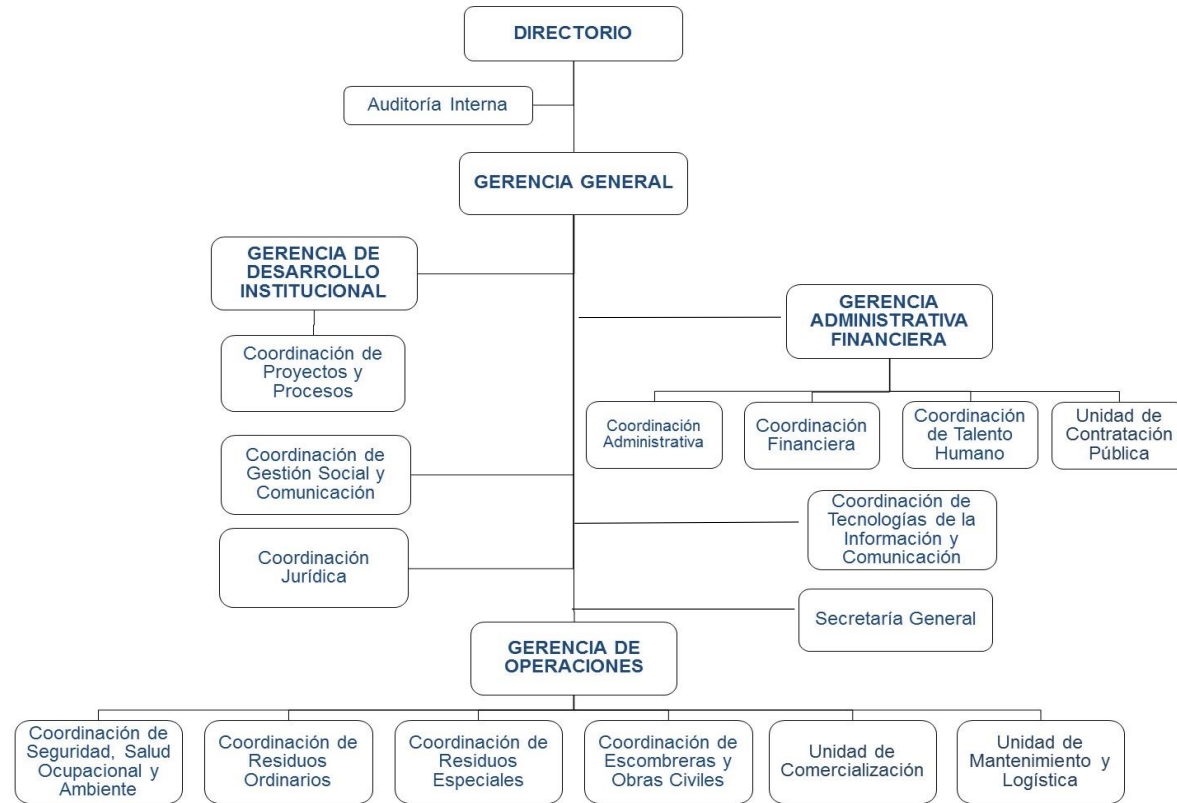 DIRECTORIO
Auditoría Interna
GERENCIA GENERAL
GERENCIA DE
DESARROLLO
INSTITUCIONAL
GERENCIA
ADMINISTRATIVA
FINANCIERA
Coordinación de
Proyectos y
Procesos
Coordinación
Administrativa
Coordinación
Financiera
Coordinación
de Talento
Humano
Unidad de
Contratación
Pública
Coordinación de
Gestión Social y
Comunicación
Coordinación de
Tecnologías de la
Información y
Comunicación
Coordinación
Jurídica
Secretaría General
GERENCIA DE
OPERACIONES
Coordinación de
Seguridad, Salud
Ocupacional y
Ambiente
Coordinación de
Residuos
Ordinarios
Coordinación de
Residuos
Especiales
Coordinación de
Escombreras y
Obras Civiles
Unidad de
Comercialización
Unidad de
Mantenimiento y
Logística